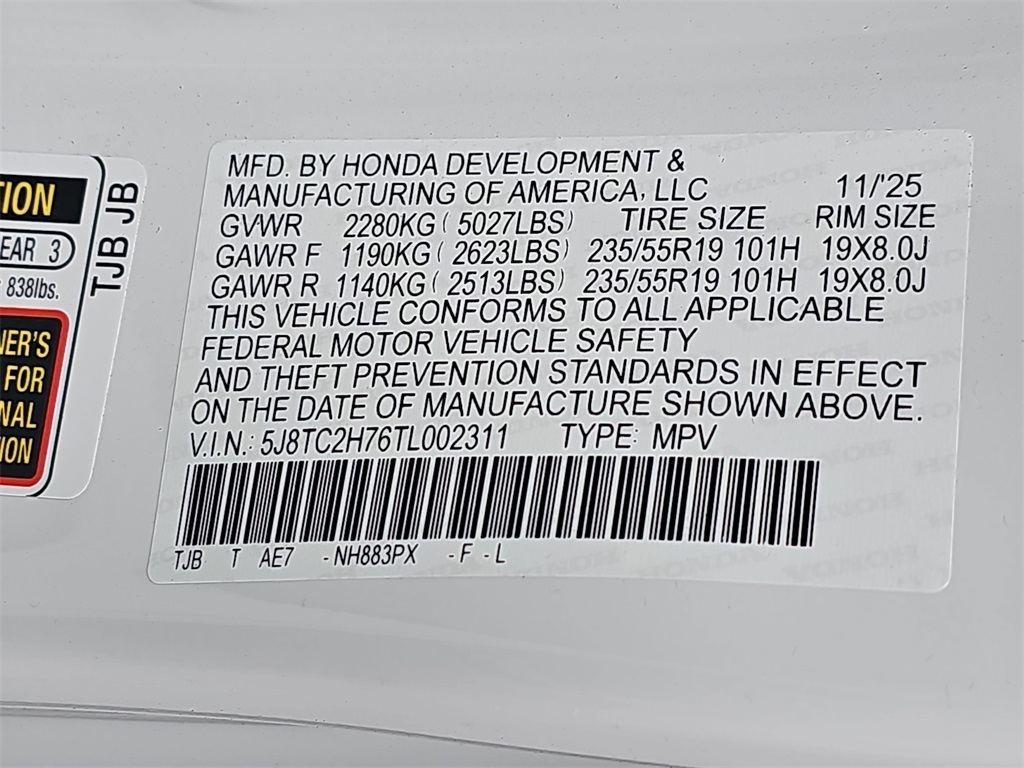 TION
EAR 3
838lbs.
NER'S
FOR
NAL
ION
TJB JB
MFD. BY HONDA DEVELOPMENT &
MANUFACTURING OF AMERICA, LLC 11/'25
GVWR 2280KG ( 5027LBS) TIRE SIZE RIM SIZE
GAWR F 1190KG ( 2623LBS) 235/55R19 101H 19X8.0J
GAWR R 1140KG ( 2513LBS) 235/55R19 101H 19X8.0J
THIS VEHICLE CONFORMS TO ALL APPLICABLE
FEDERAL MOTOR VEHICLE SAFETY
AND THEFT PREVENTION STANDARDS IN EFFECT
ON THE DATE OF MANUFACTURE SHOWN ABOVE.
V.I.N.: 5J8TC2H76TL002311 TYPE: MPV
TJB T AE7 -NH883PX -F -L